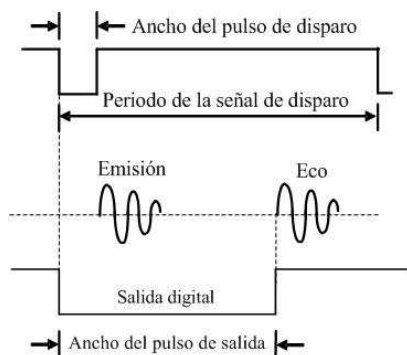 Ancho del pulso de disparo
Periodo de la señal de disparo
Emisión
Eco
Salida digital
Ancho del pulso de salida